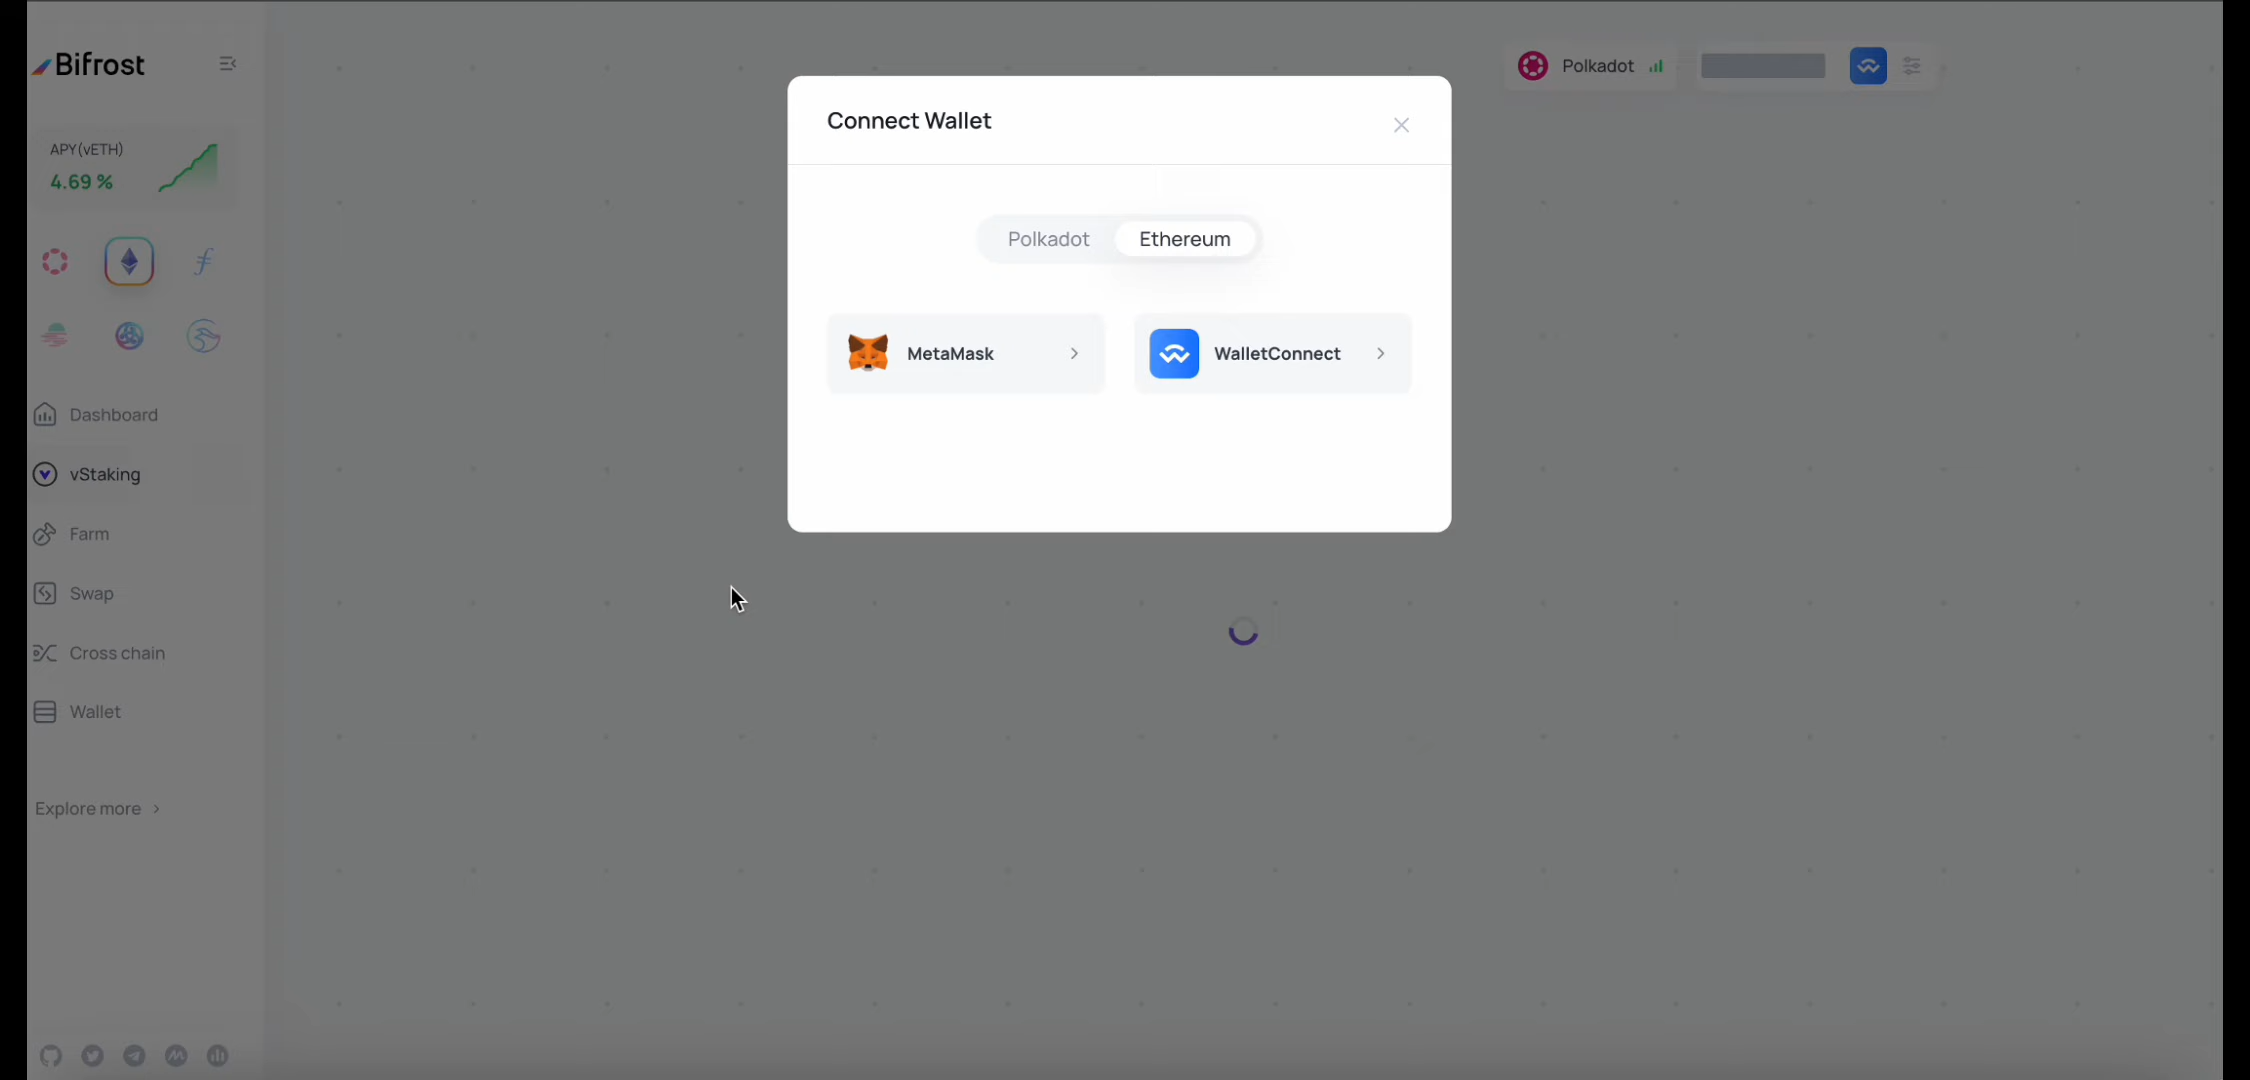 Bifrost
Polkadot
Connect Wallet
APY(vETH)
4.69 %
Polkadot
Ethereum
MetaMask
WalletConnect
Dashboard
vStaking
Farm
Swap
Cross chain
Wallet
Explore more